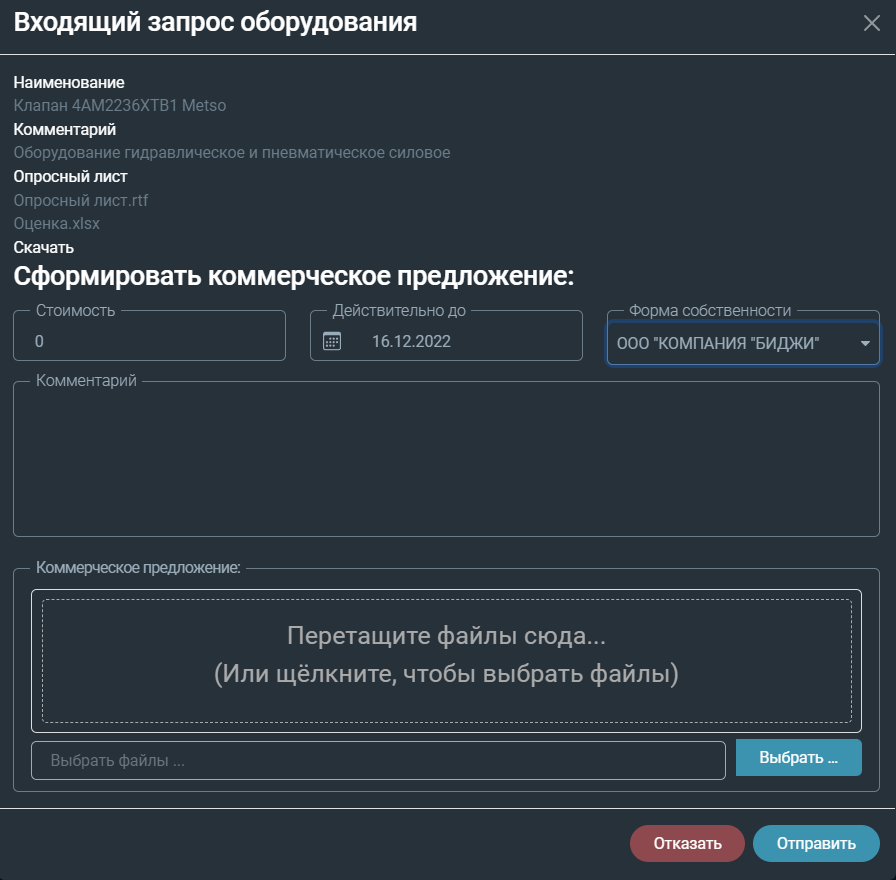 Входящий запрос оборудования
Наименование
Клапан 4AM2236XTB1 Metso
Комментарий
Оборудование гидравлическое и пневматическое силовое
Опросный лист
Опросный лист.rtf
Оценка.xlsx
Скачать
Сформировать коммерческое предложение:
Стоимость
0
Действительно до
16.12.2022
Форма собственности
ООО "КОМПАНИЯ "БИДЖИ"
Комментарий
Коммерческое предложение:
Перетащите файлы сюда...
(Или щёлкните, чтобы выбрать файлы)
Выбрать файлы ...
Выбрать ...
Отказать
Отправить